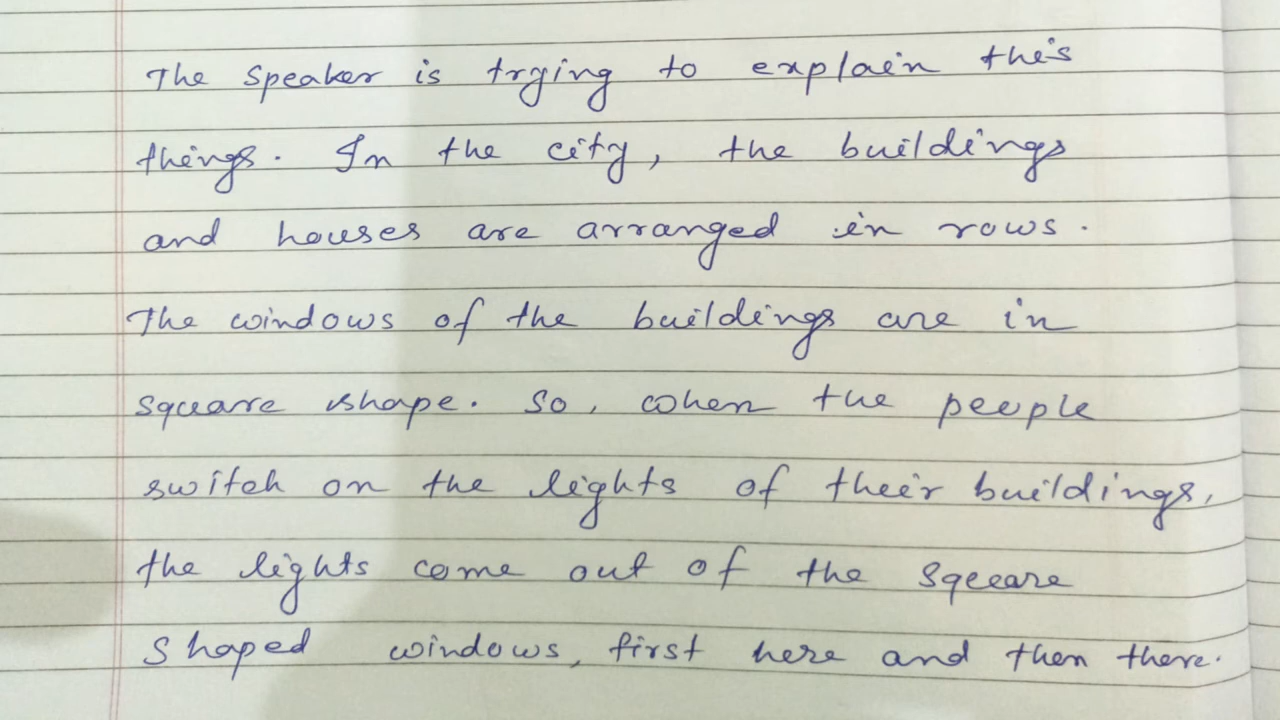 The speaker is trying to explain this
things. In the city, the buildings
and houses are arranged in rows.
The windows of the buildings are in
square shape. So, when the people
switch on the lights of their buildings,
the lights come out of the square
shaped windows, first here and then there.